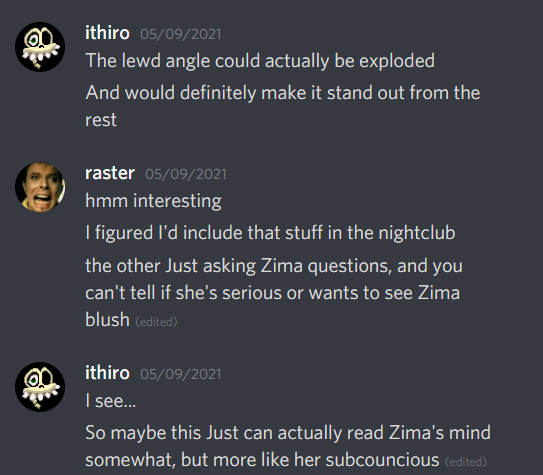 ithiro 05/09/2021
The lewd angle could actually be exploded
And would definitely make it stand out from the
rest
raster 05/09/2021
hmm interesting
I figured I'd include that stuff in the nightclub
the other Just asking Zima questions, and you
can't tell if she's serious or wants to see Zima
blush (edited)
ithiro 05/09/2021
I see...
So maybe this Just can actually read Zima's mind
somewhat, but more like her subcouncious (edited)